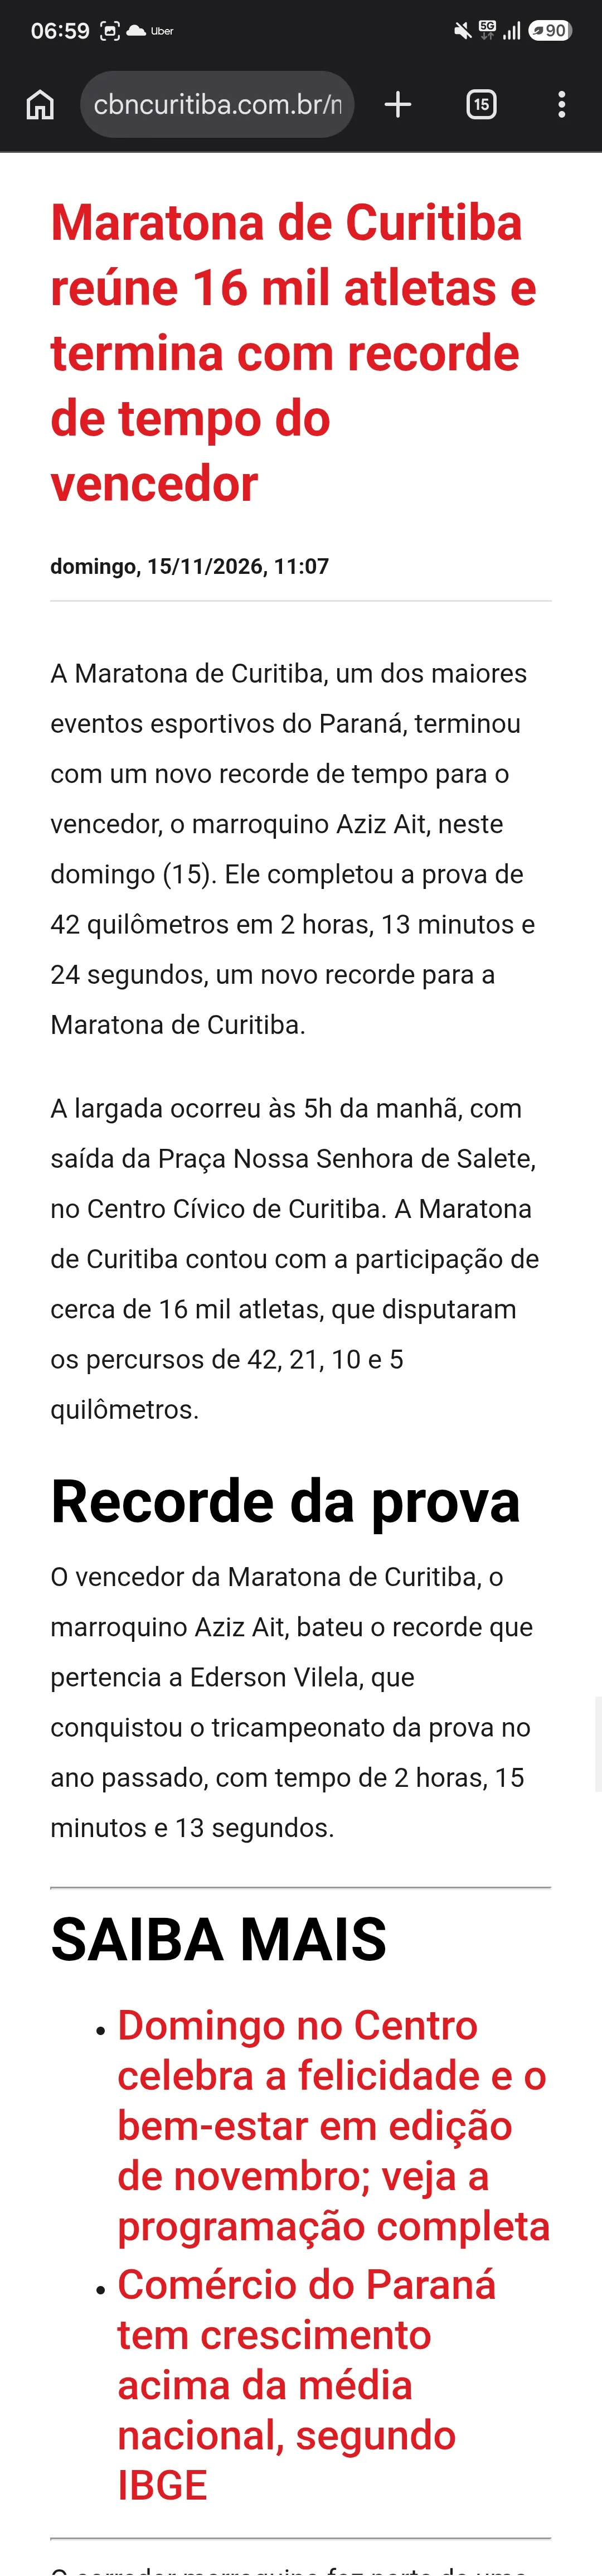 06:59 Uber 5G 90
cbncuritiba.com.br/n 15
Maratona de Curitiba
reúne 16 mil atletas e
termina com recorde
de tempo do
vencedor
domingo, 15/11/2026, 11:07
A Maratona de Curitiba, um dos maiores
eventos esportivos do Paraná, terminou
com um novo recorde de tempo para o
vencedor, o marroquino Aziz Ait, neste
domingo (15). Ele completou a prova de
42 quilômetros em 2 horas, 13 minutos e
24 segundos, um novo recorde para a
Maratona de Curitiba.
A largada ocorreu às 5h da manhã, com
saída da Praça Nossa Senhora de Salete,
no Centro Cívico de Curitiba. A Maratona
de Curitiba contou com a participação de
cerca de 16 mil atletas, que disputaram
os percursos de 42, 21, 10 e 5
quilômetros.
Recorde da prova
O vencedor da Maratona de Curitiba, o
marroquino Aziz Ait, bateu o recorde que
pertencia a Ederson Vilela, que
conquistou o tricampeonato da prova no
ano passado, com tempo de 2 horas, 15
minutos e 13 segundos.
SAIBA MAIS
• Domingo no Centro
celebra a felicidade e o
bem-estar em edição
de novembro; veja a
programação completa
• Comércio do Paraná
tem crescimento
acima da média
nacional, segundo
IBGE